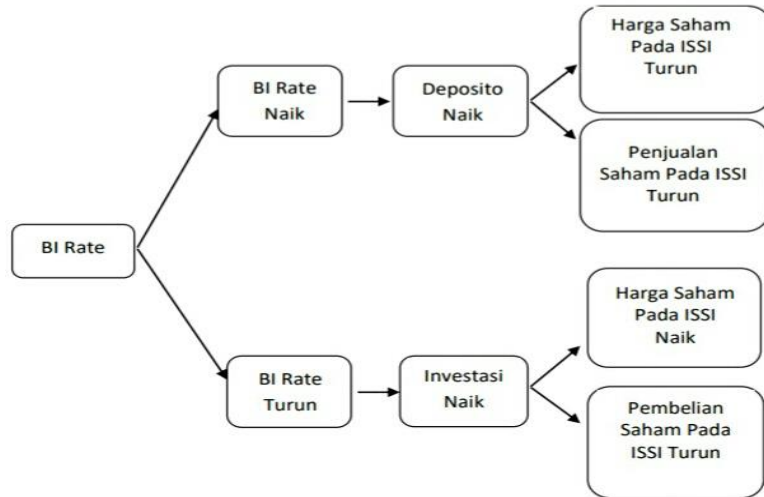 Harga Saham
Pada ISSI
Turun
BI Rate
Naik
Deposito
Naik
Penjualan
Saham Pada ISSI
Turun
BI Rate
Harga Saham
Pada ISSI
Naik
BI Rate
Turun
Investasi
Naik
Pembelian
Saham Pada
ISSI Turun